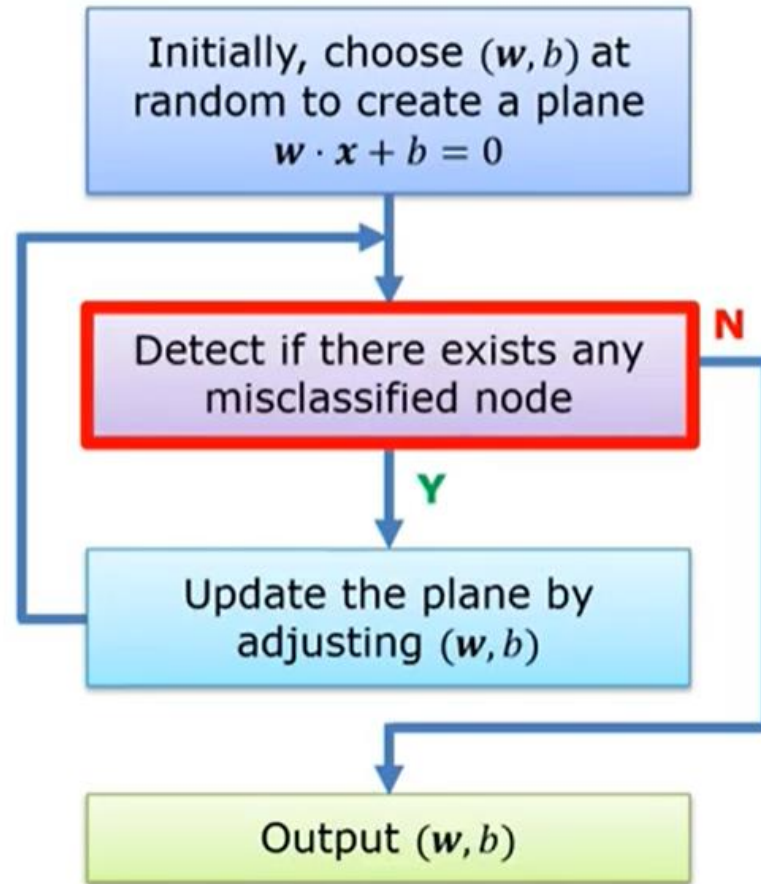 Initially, choose (w, b) at
random to create a plane
w · x + b = 0
Detect if there exists any
misclassified node
N
Y
Update the plane by
adjusting (w, b)
Output (w, b)